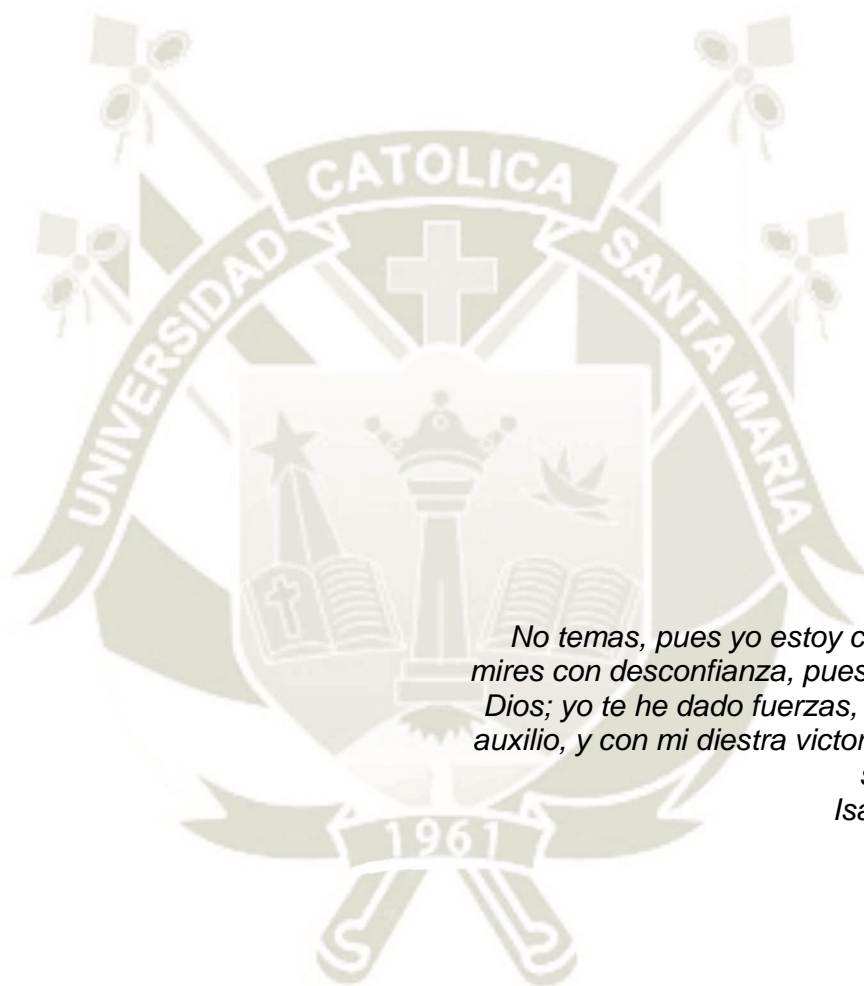 UNIVERSIDAD CATOLICA SANTA MARIA
No temas, pues yo estoy c
mires con desconfianza, pues
Dios; yo te he dado fuerzas,
auxilio, y con mi diestra victor
s
Isa
1961